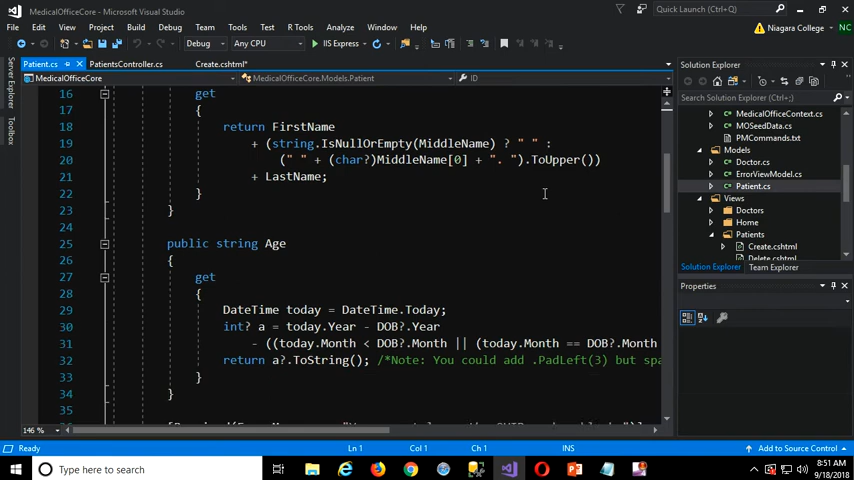 MedicalOfficeCore - Microsoft Visual Studio
Quick Launch (Ctrl+Q)
File Edit View Project Build Debug Team Tools Test R Tools Analyze Window Help
Niagara College NC
Debug Any CPU IIS Express
Patient.cs PatientsController.cs Create.cshtml*
MedicalOfficeCore MedicalOfficeCore.Models.Patient ID
Server Explorer
Toolbox
16 get
17 {
18 return FirstName
19 + (string.IsNullOrEmpty(MiddleName) ? " " :
20 (" " + (char?)MiddleName[0] + ". ").ToUpper())
21 + LastName;
22 }
23 }
24
25 public string Age
26 {
27 get
28 {
29 DateTime today = DateTime.Today;
30 int? a = today.Year - DOB?.Year
31 - ((today.Month < DOB?.Month || (today.Month == DOB?.Month
32 return a?.ToString(); /*Note: You could add .PadLeft(3) but spa
33 }
34 }
35
146 %
Solution Explorer
Search Solution Explorer (Ctrl+;)
MedicalOfficeContext.cs
MOSeedData.cs
PMCommands.txt
Models
Doctor.cs
ErrorViewModel.cs
Patient.cs
Views
Doctors
Home
Patients
Create.cshtml
Delete.cshtml
Solution Explorer Team Explorer
Properties
Ready Ln 1 Col 1 Ch 1 INS Add to Source Control
Type here to search
8:51 AM
9/18/2018